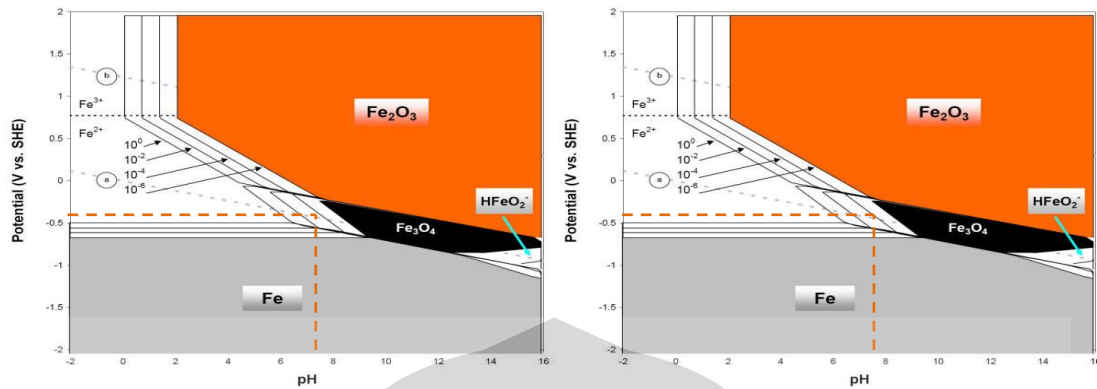 2
1.5
1
0.5
0
-0.5
-1
-1.5
-2
Potential (V vs. SHE)
b
Fe3+
Fe2+
a
10^0
10^-2
10^-4
10^-6
Fe2O3
HFeO2-
Fe3O4
Fe
-2 0 2 4 6 8 10 12 14 16
pH
2
1.5
1
0.5
0
-0.5
-1
-1.5
-2
Potential (V vs. SHE)
b
Fe3+
Fe2+
a
10^0
10^-2
10^-4
10^-6
Fe2O3
HFeO2-
Fe3O4
Fe
-2 0 2 4 6 8 10 12 14 16
pH